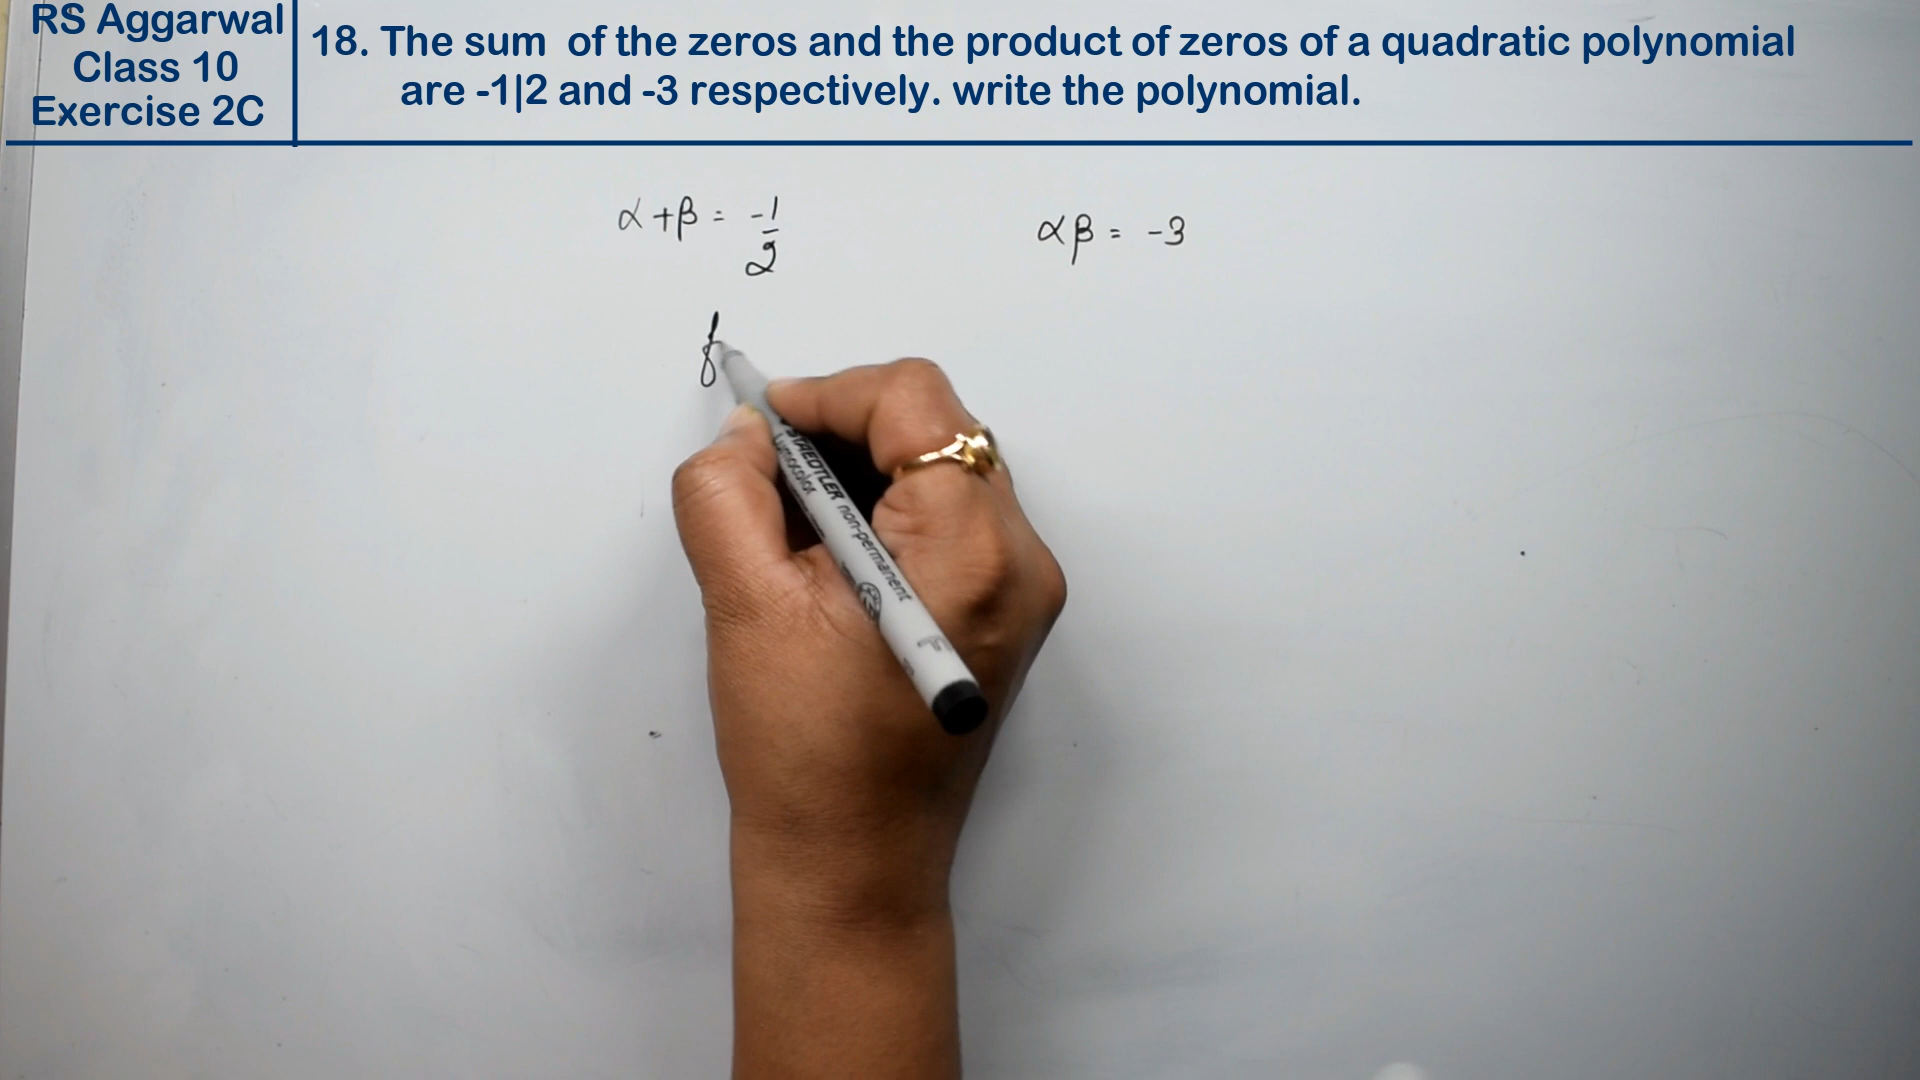 RS Aggarwal
Class 10
Exercise 2C
18. The sum of the zeros and the product of zeros of a quadratic polynomial
are -1|2 and -3 respectively. write the polynomial.
α+β = -1/2
αβ = -3
f
STAEDTLER non-permanent
Lumocolor
F